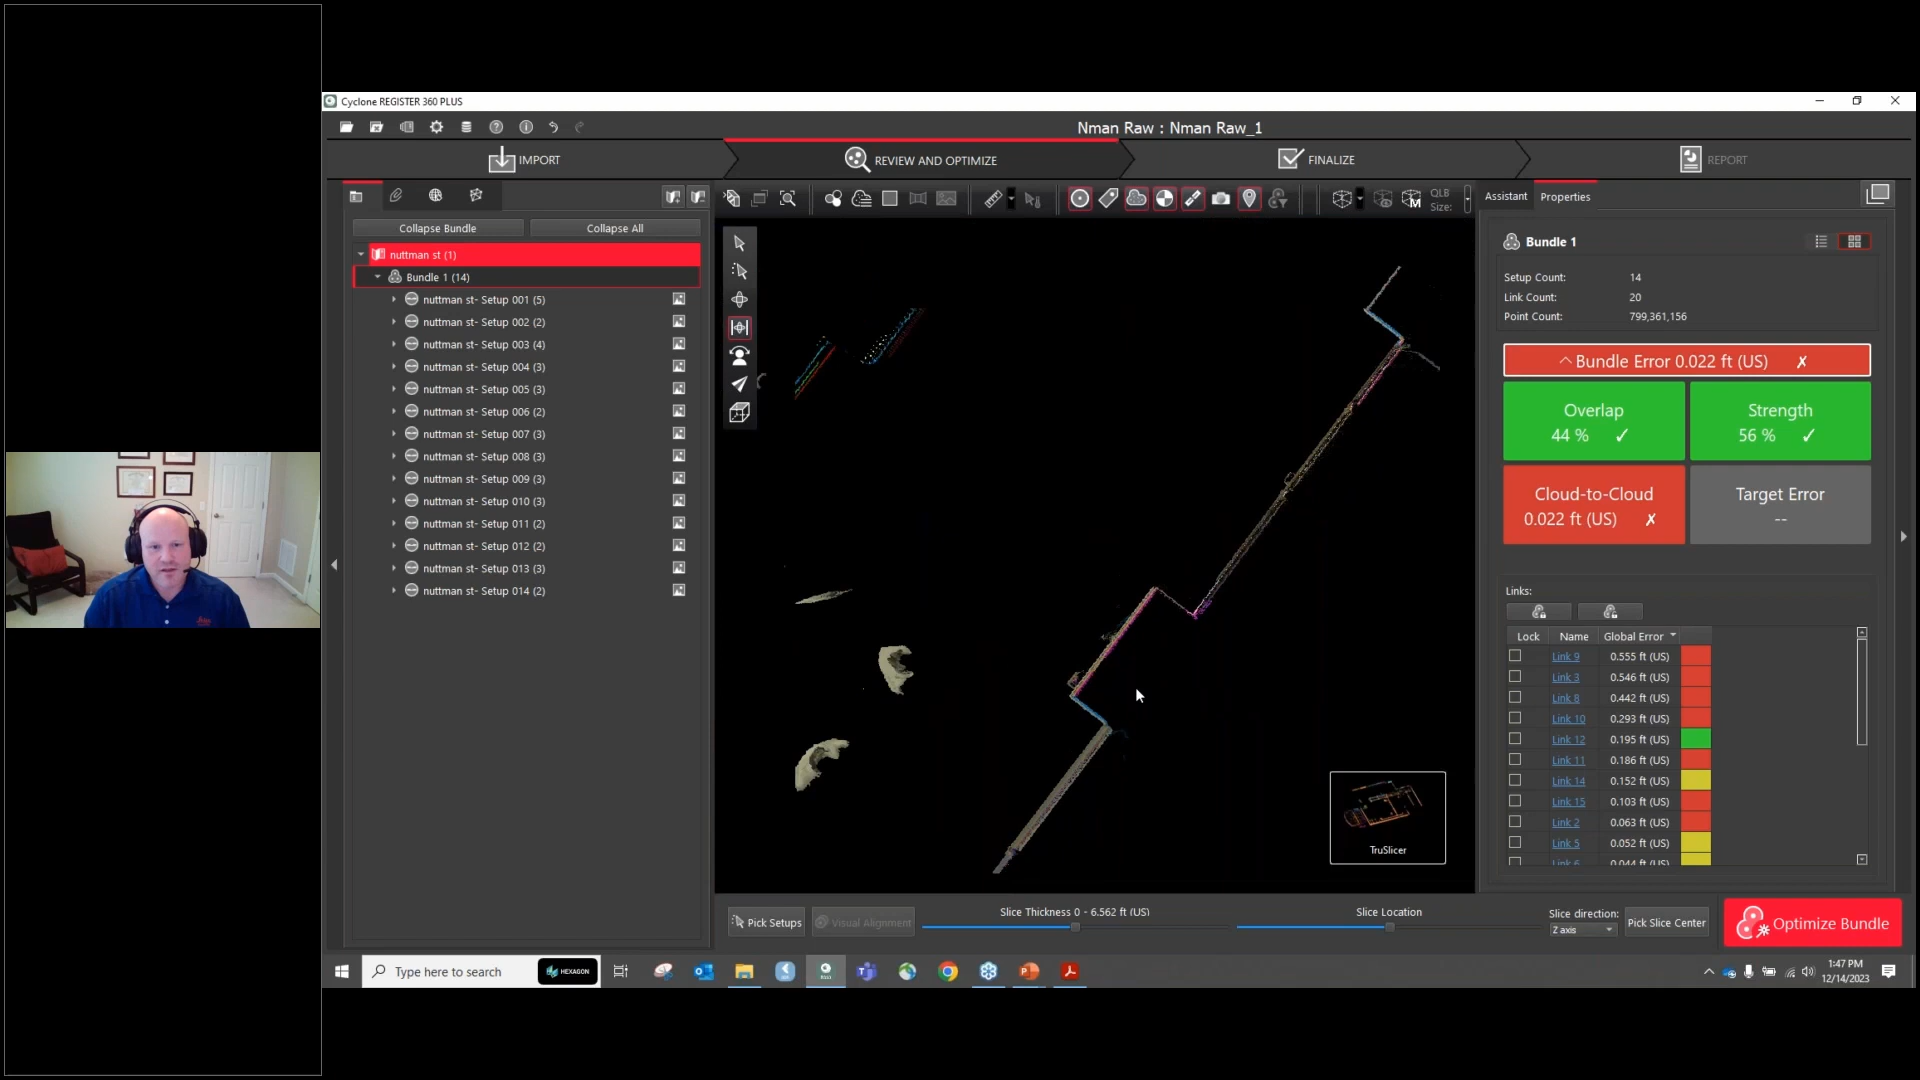 Cyclone REGISTER 360 PLUS
Nman Raw : Nman Raw_1
IMPORT
REVIEW AND OPTIMIZE
FINALIZE
REPORT
QLB
Size:
Assistant
Properties
Collapse Bundle
Collapse All
nuttman st (1)
Bundle 1 (14)
nuttman st- Setup 001 (5)
nuttman st- Setup 002 (2)
nuttman st- Setup 003 (4)
nuttman st- Setup 004 (3)
nuttman st- Setup 005 (3)
nuttman st- Setup 006 (2)
nuttman st- Setup 007 (3)
nuttman st- Setup 008 (3)
nuttman st- Setup 009 (3)
nuttman st- Setup 010 (3)
nuttman st- Setup 011 (2)
nuttman st- Setup 012 (2)
nuttman st- Setup 013 (3)
nuttman st- Setup 014 (2)
TruSlicer
Bundle 1
Setup Count: 14
Link Count: 20
Point Count: 799,361,156
Bundle Error 0.022 ft (US) ✗
Overlap
44 % ✓
Strength
56 % ✓
Cloud-to-Cloud
0.022 ft (US) ✗
Target Error
--
Links:
Lock Name Global Error
Link 9 0.555 ft (US)
Link 3 0.546 ft (US)
Link 8 0.442 ft (US)
Link 10 0.293 ft (US)
Link 12 0.195 ft (US)
Link 11 0.186 ft (US)
Link 14 0.152 ft (US)
Link 15 0.103 ft (US)
Link 2 0.063 ft (US)
Link 5 0.052 ft (US)
Link 6 0.044 ft (US)
Pick Setups
Visual Alignment
Slice Thickness 0 - 6.562 ft (US)
Slice Location
Slice direction:
Z axis
Pick Slice Center
Optimize Bundle
Type here to search
HEXAGON
1:47 PM
12/14/2023